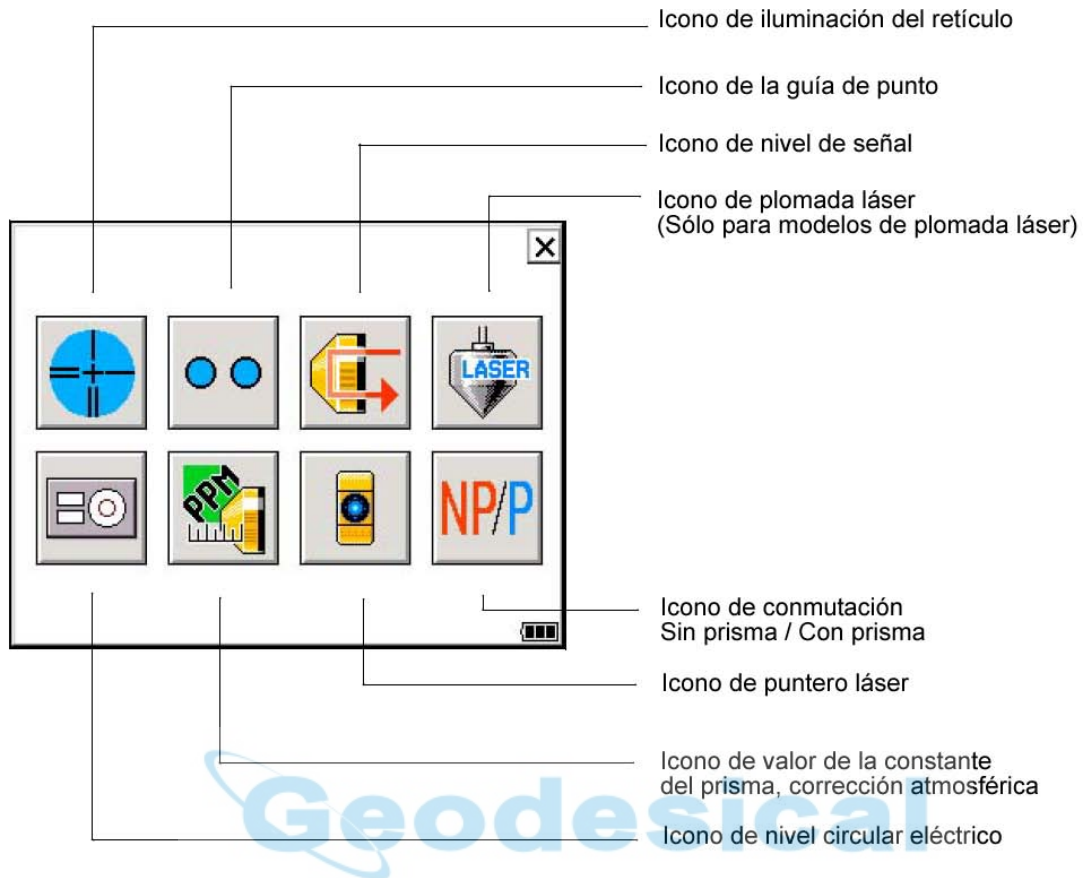 Icono de iluminación del retículo
Icono de la guía de punto
Icono de nivel de señal
Icono de plomada láser
(Sólo para modelos de plomada láser)
LASER
PPM
NP/P
Icono de conmutación
Sin prisma / Con prisma
Icono de puntero láser
Icono de valor de la constante
del prisma, corrección atmosférica
Icono de nivel circular eléctrico
Geodesical